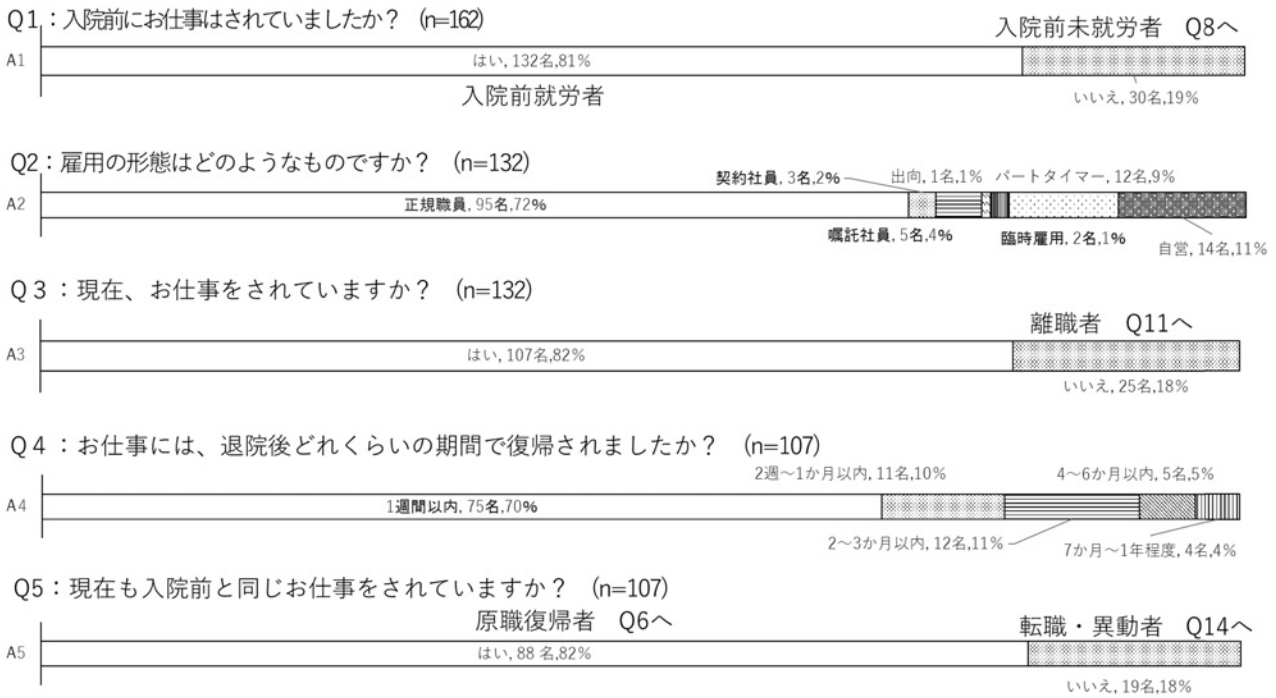 Q1：入院前にお仕事はされていましたか？ (n=162)
入院前未就労者 Q8へ
A1
はい, 132名,81%
入院前就労者
いいえ, 30名,19%
Q2：雇用の形態はどのようなものですか？ (n=132)
契約社員, 3名,2%
出向, 1名,1%
パートタイマー, 12名,9%
A2
正規職員, 95名,72%
嘱託社員, 5名,4%
臨時雇用, 2名,1%
自営, 14名,11%
Q３：現在、お仕事をされていますか？ (n=132)
離職者 Q11へ
A3
はい, 107名,82%
いいえ, 25名,18%
Q４：お仕事には、退院後どれくらいの期間で復帰されましたか？ (n=107)
2週～1か月以内, 11名,10%
4～6か月以内, 5名,5%
A4
1週間以内, 75名,70%
2～3か月以内, 12名,11%
7か月～1年程度, 4名,4%
Q5：現在も入院前と同じお仕事をされていますか？ (n=107)
原職復帰者 Q6へ
転職・異動者 Q14へ
A5
はい, 88 名,82%
いいえ, 19名,18%